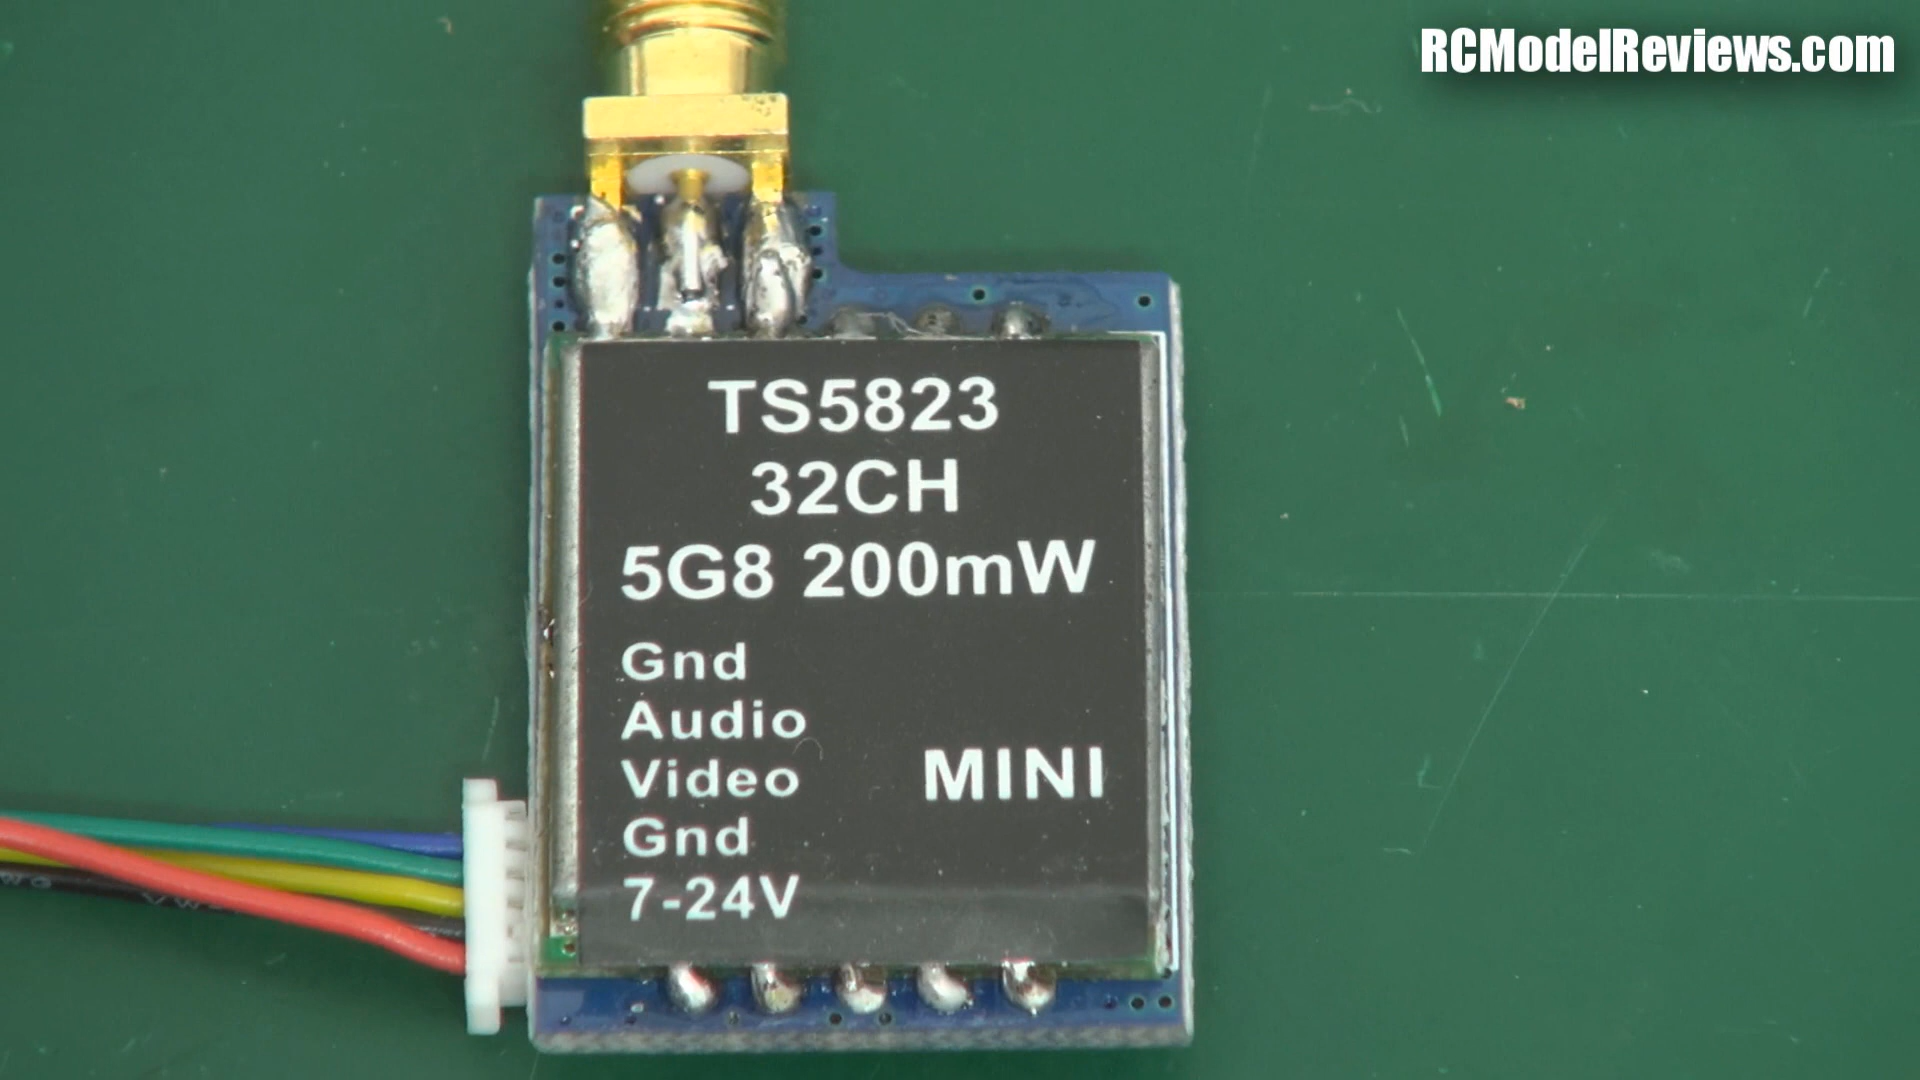 RCModelReviews.com
TS5823
32CH
5G8 200mW
Gnd
Audio
Video MINI
Gnd
7-24V